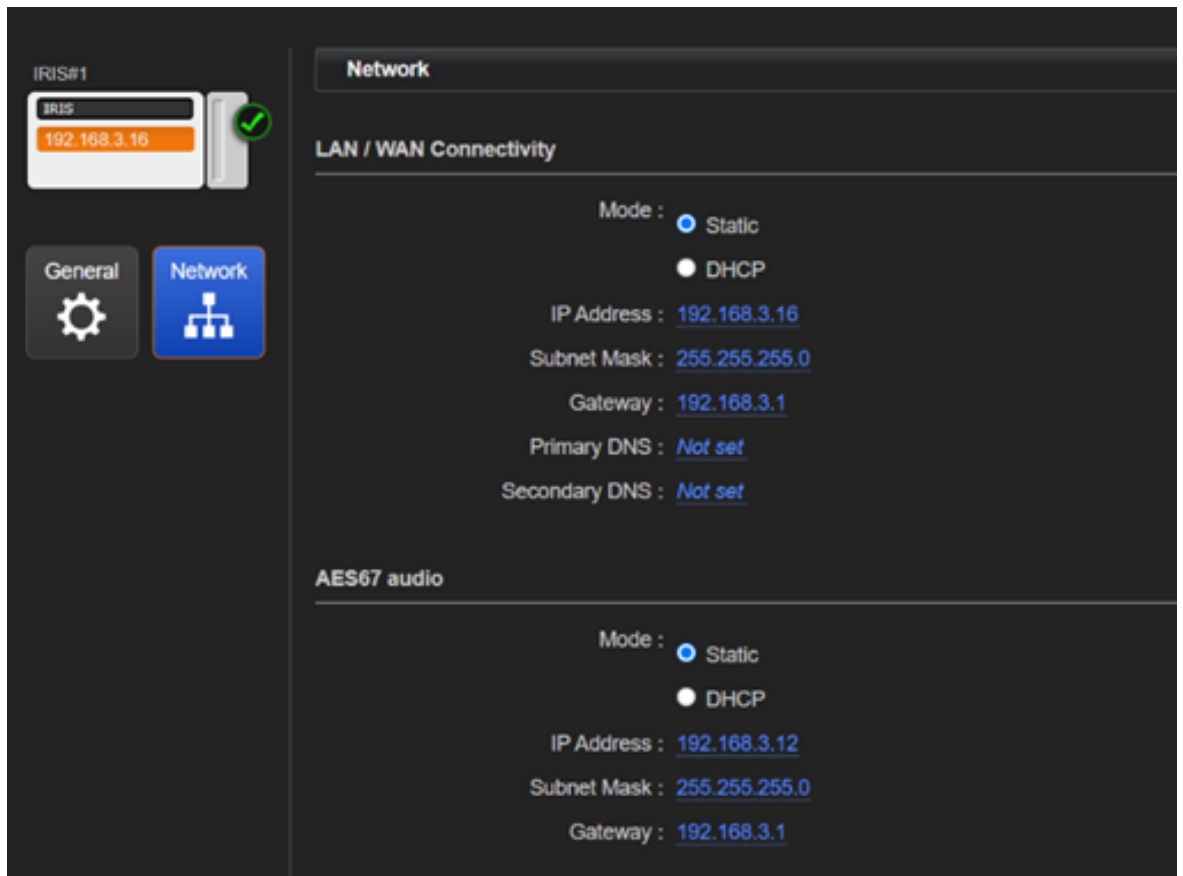 IRIS#1
IRIS
192.168.3.16
General
Network
Network
LAN / WAN Connectivity
Mode :
Static
DHCP
IP Address : 192.168.3.16
Subnet Mask : 255.255.255.0
Gateway : 192.168.3.1
Primary DNS : Not set
Secondary DNS : Not set
AES67 audio
Mode :
Static
DHCP
IP Address : 192.168.3.12
Subnet Mask : 255.255.255.0
Gateway : 192.168.3.1